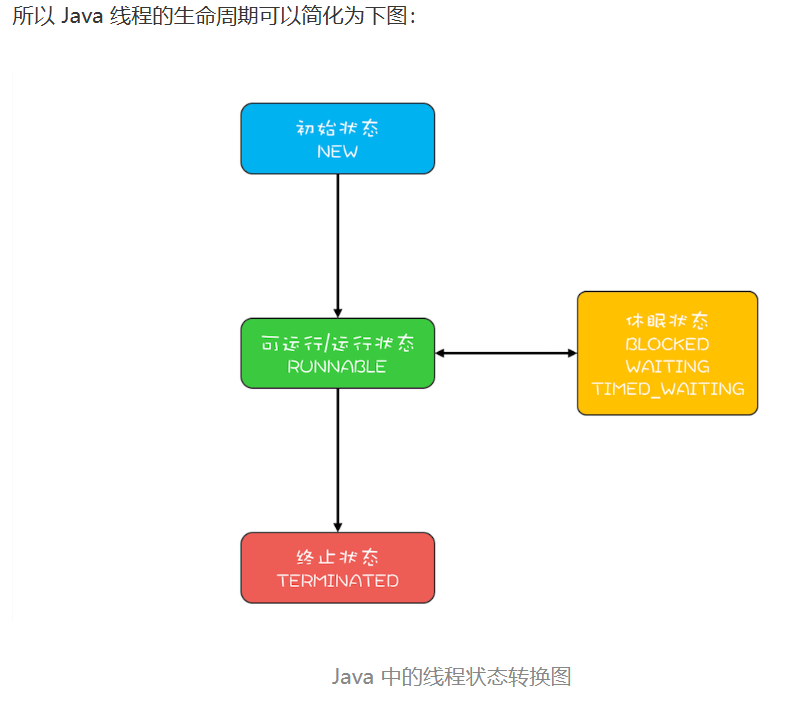 所以 Java 线程的生命周期可以简化为下图：
初始状态
NEW
可运行/运行状态
RUNNABLE
休眠状态
BLOCKED
WAITING
TIMED_WAITING
终止状态
TERMINATED
Java 中的线程状态转换图